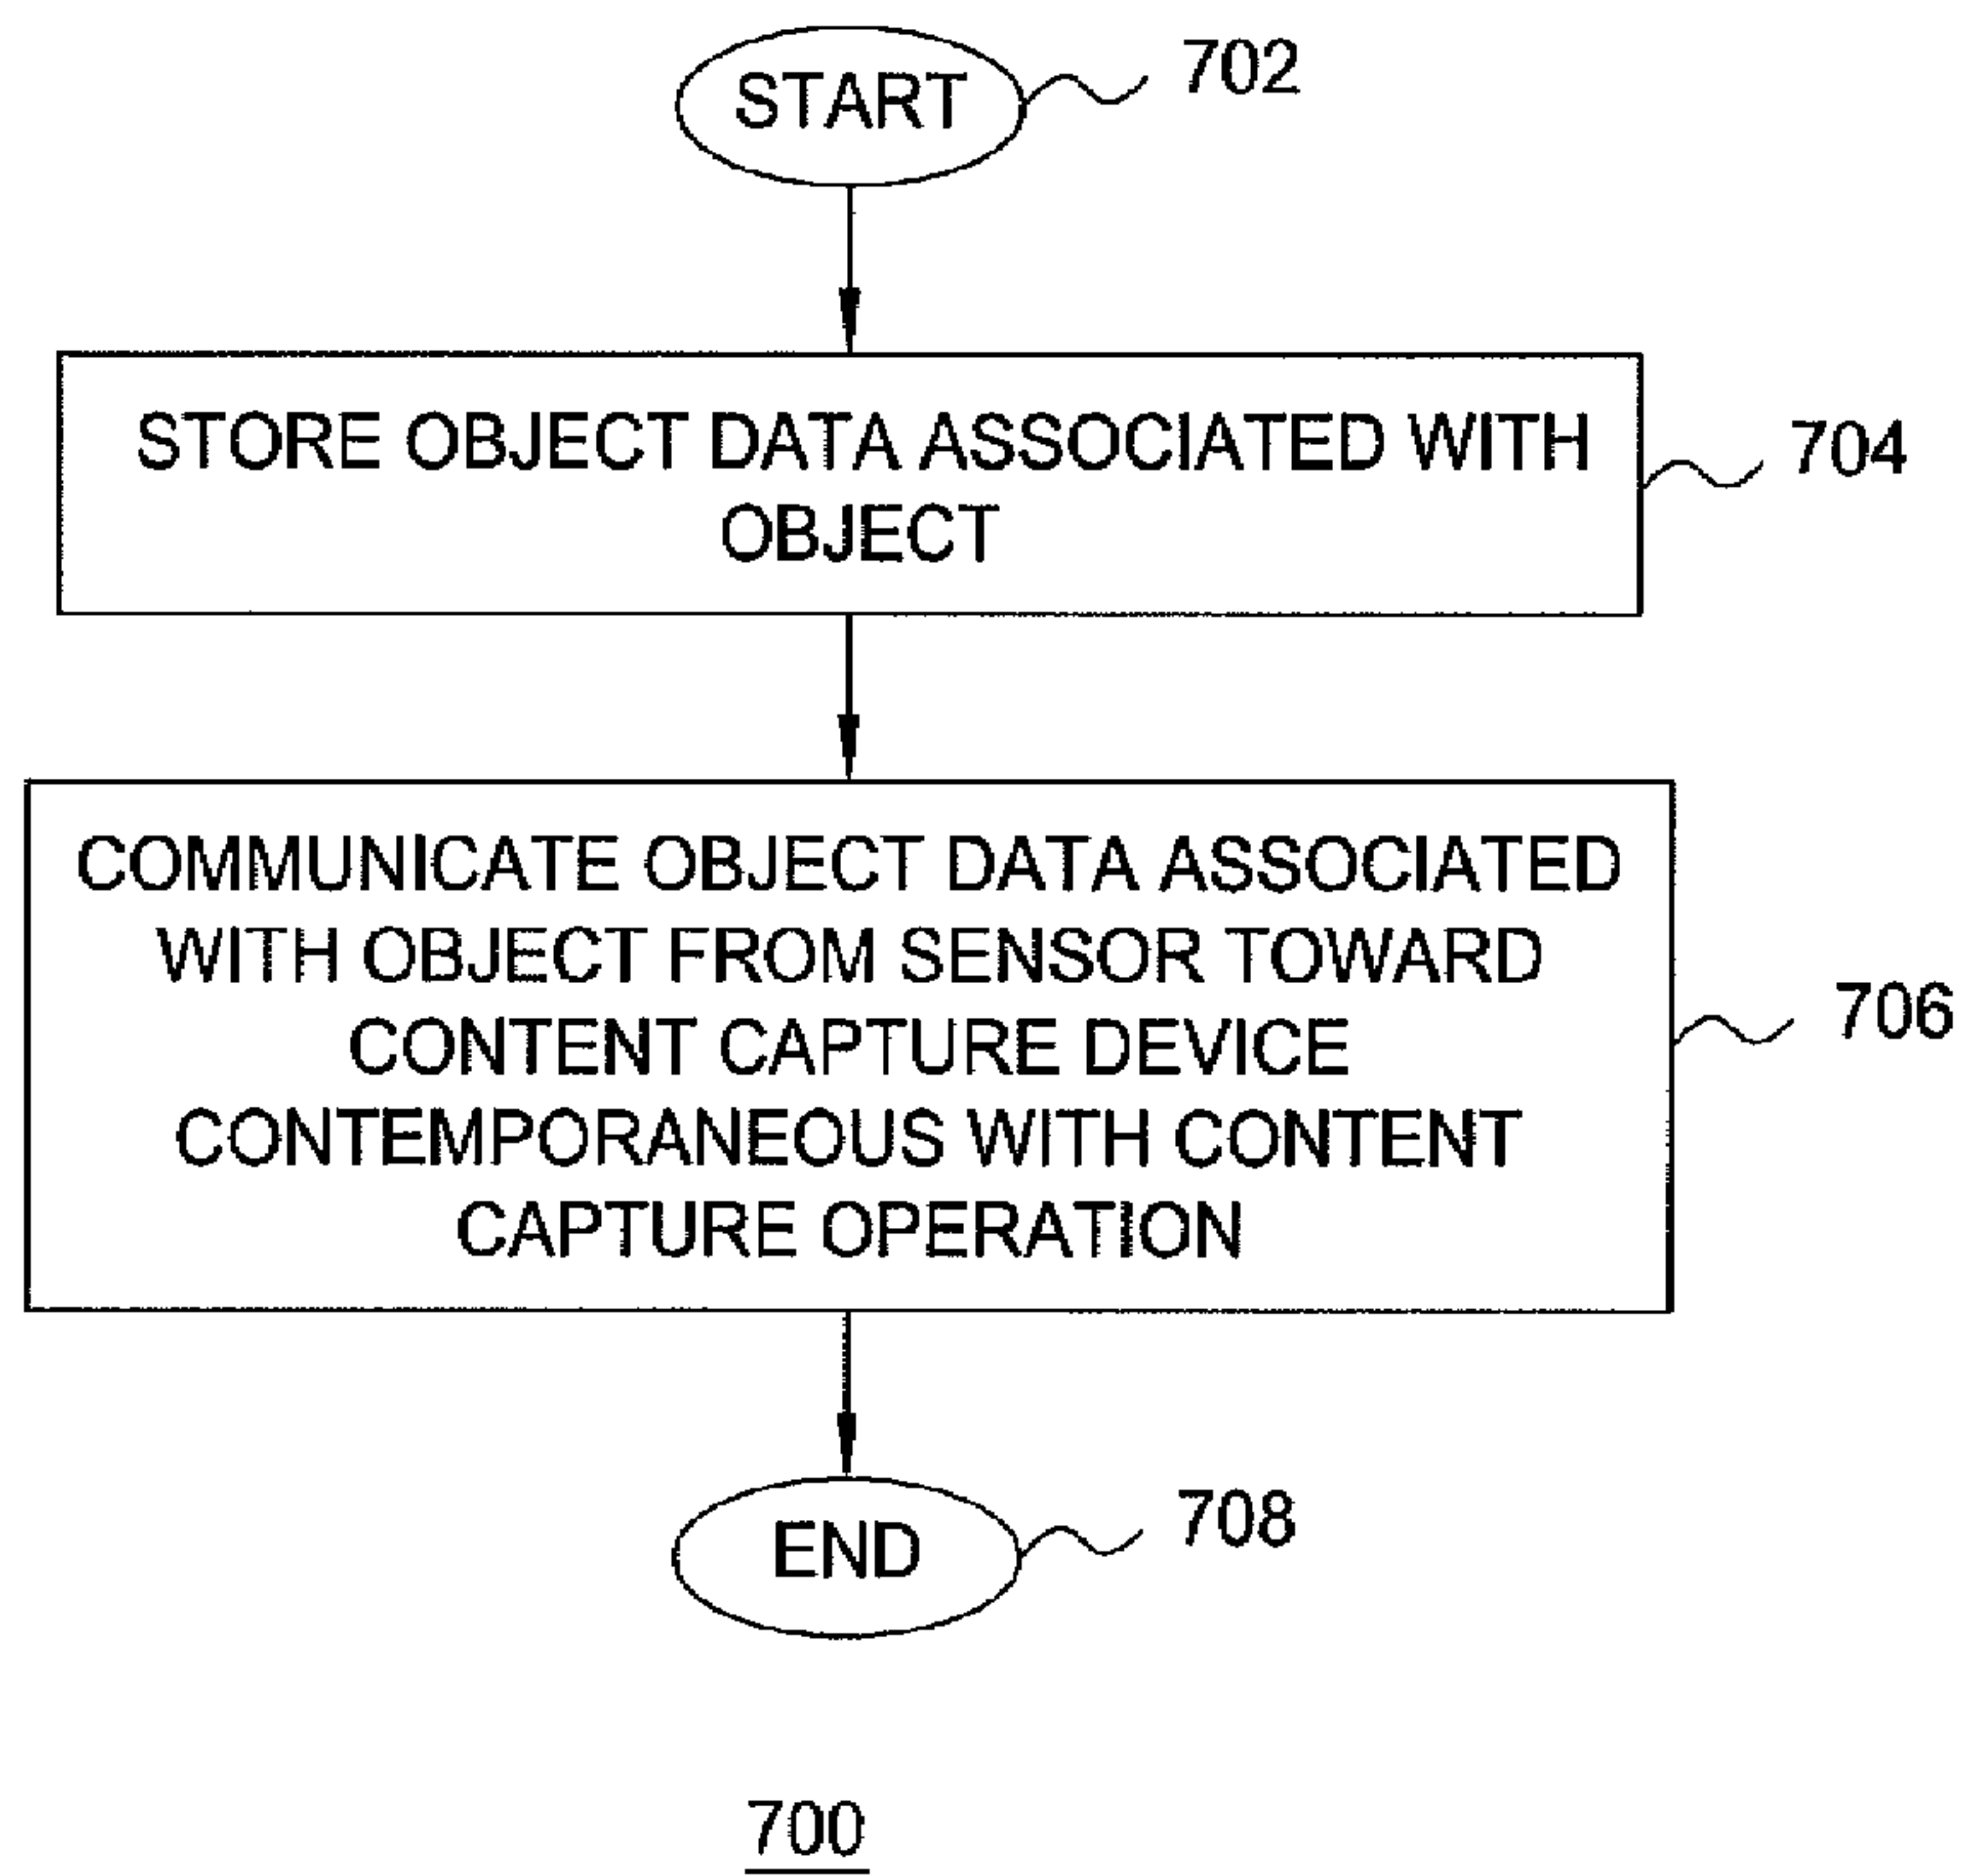 START
702
STORE OBJECT DATA ASSOCIATED WITH
OBJECT
704
COMMUNICATE OBJECT DATA ASSOCIATED
WITH OBJECT FROM SENSOR TOWARD
CONTENT CAPTURE DEVICE
CONTEMPORANEOUS WITH CONTENT
CAPTURE OPERATION
706
END
708
700